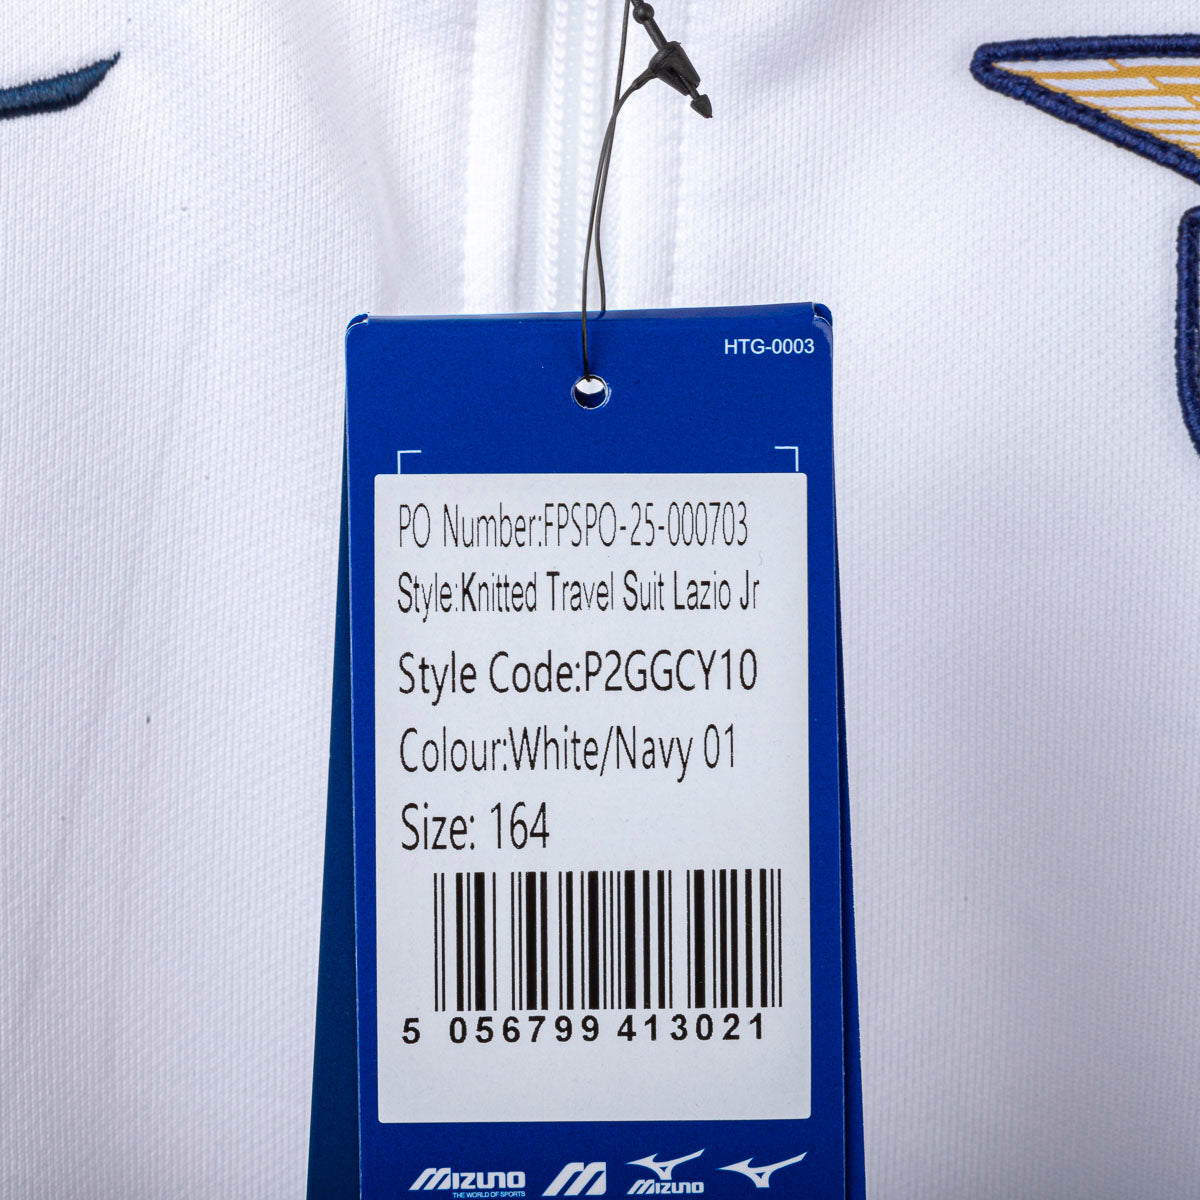 HTG-0003
PO Number:FPSPO-25-000703
Style:Knitted Travel Suit Lazio Jr
Style Code:P2GGCY10
Colour:White/Navy 01
Size: 164
5 056799 413021
MIZUNO
THE WORLD OF SPORTS
MIZUNO